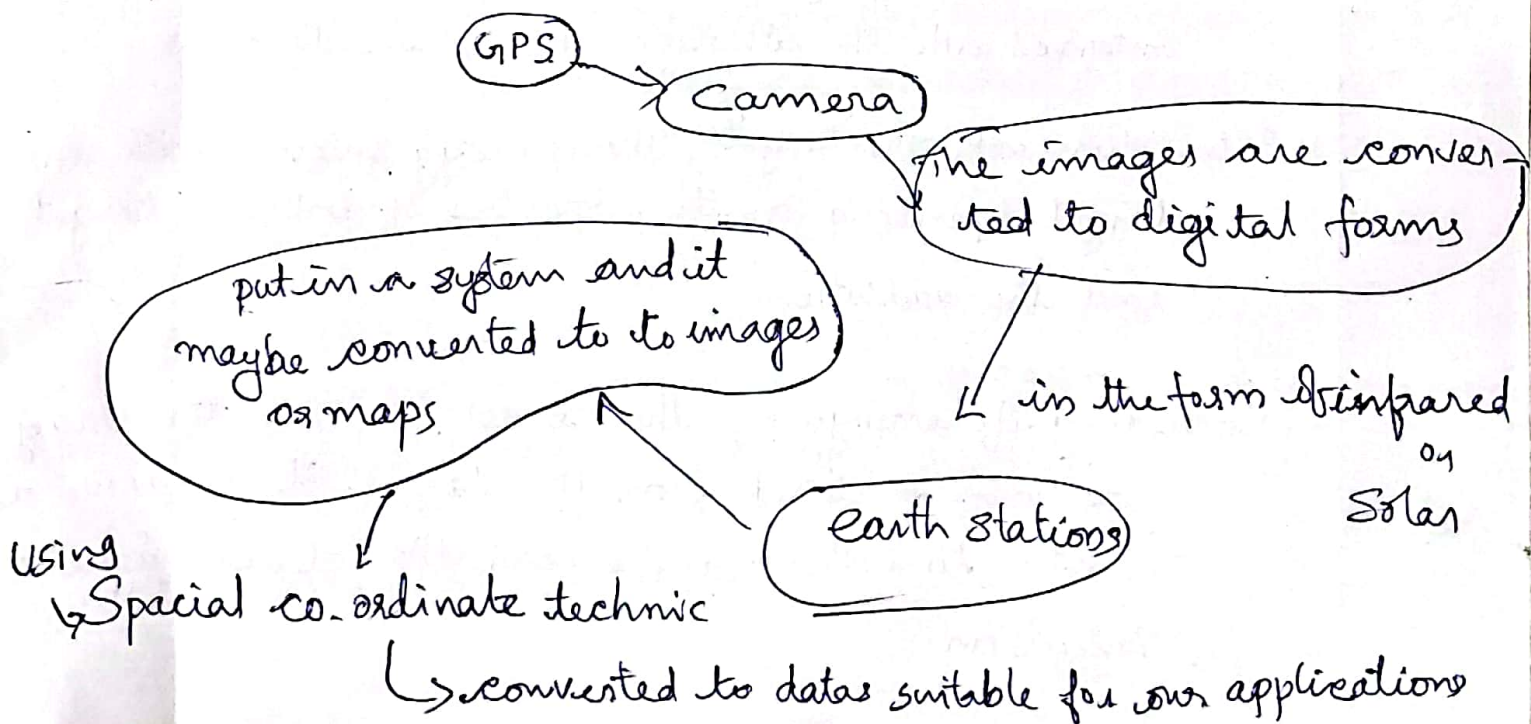 GPS
Camera
The images are conver-
ted to digital forms
in the form of infrared
or
Solar
earth stations
put in a system and it
maybe converted to to images
or maps
using
Spacial co-ordinate technic
converted to datas suitable for our applications